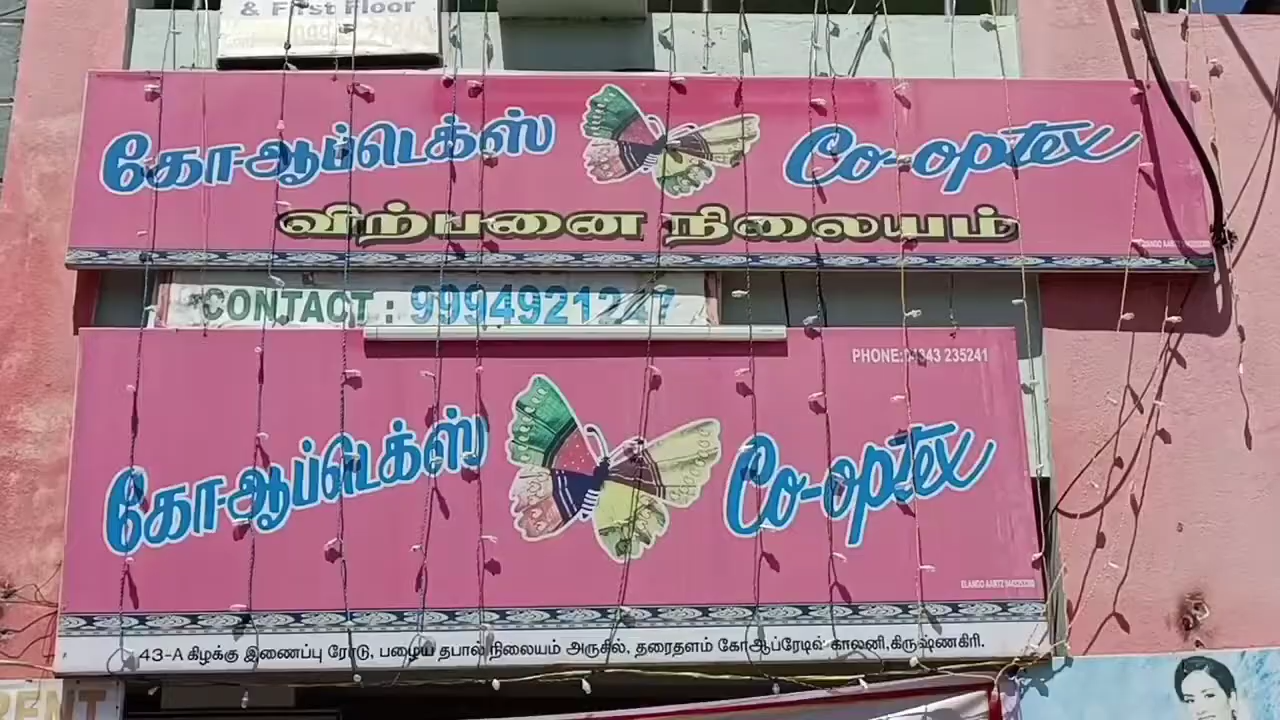 & First Floor
கோ-ஆப்டெக்ஸ் Co-optex
விற்பனை நிலையம்
CONTACT :
PHONE:04343 235241
கோ-ஆப்டெக்ஸ் Co-optex
43-A கிழக்கு இணைப்பு ரோடு, பழைய தபால் நிலையம் அருகில், தரைதளம் கோஆப்ரேடிவ் காலனி,கிருஷ்ணகிரி.